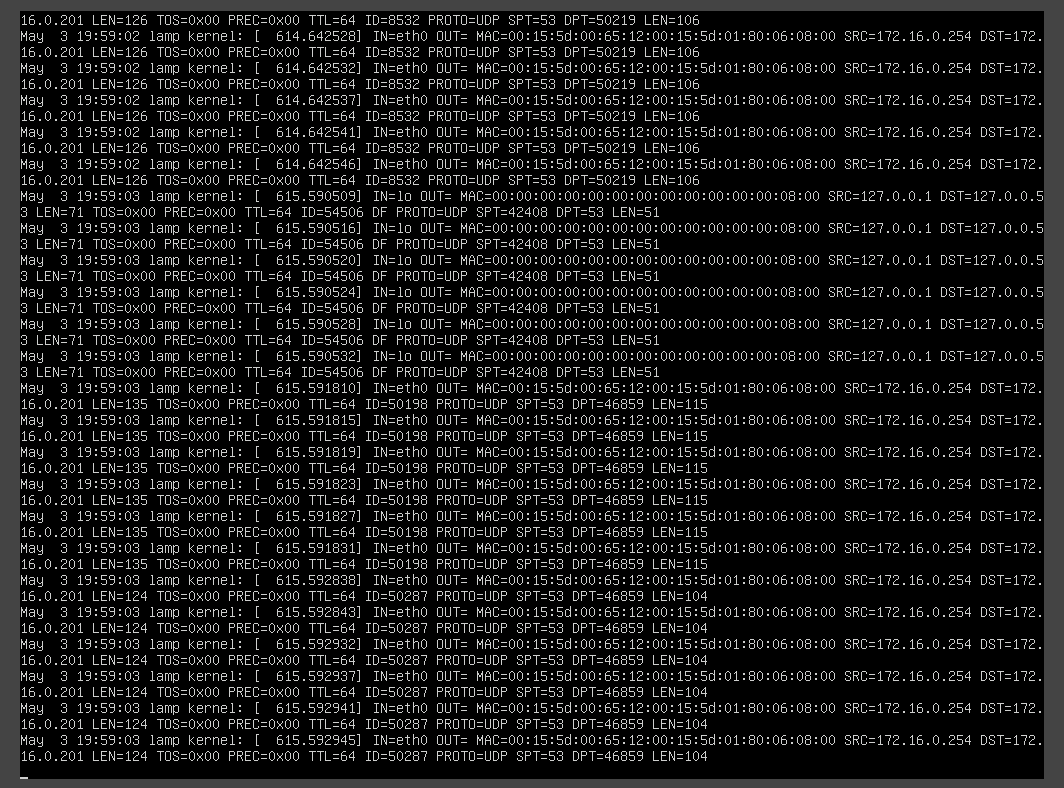 16.0.201 LEN=126 TOS=0x00 PREC=0x00 TTL=64 ID=8532 PROTO=UDP SPT=53 DPT=50219 LEN=106
May  3 19:59:02 lamp kernel: [  614.642528] IN=eth0 OUT= MAC=00:15:5d:00:65:12:00:15:5d:01:80:06:08:00 SRC=172.16.0.254 DST=172.
16.0.201 LEN=126 TOS=0x00 PREC=0x00 TTL=64 ID=8532 PROTO=UDP SPT=53 DPT=50219 LEN=106
May  3 19:59:02 lamp kernel: [  614.642532] IN=eth0 OUT= MAC=00:15:5d:00:65:12:00:15:5d:01:80:06:08:00 SRC=172.16.0.254 DST=172.
16.0.201 LEN=126 TOS=0x00 PREC=0x00 TTL=64 ID=8532 PROTO=UDP SPT=53 DPT=50219 LEN=106
May  3 19:59:02 lamp kernel: [  614.642537] IN=eth0 OUT= MAC=00:15:5d:00:65:12:00:15:5d:01:80:06:08:00 SRC=172.16.0.254 DST=172.
16.0.201 LEN=126 TOS=0x00 PREC=0x00 TTL=64 ID=8532 PROTO=UDP SPT=53 DPT=50219 LEN=106
May  3 19:59:02 lamp kernel: [  614.642541] IN=eth0 OUT= MAC=00:15:5d:00:65:12:00:15:5d:01:80:06:08:00 SRC=172.16.0.254 DST=172.
16.0.201 LEN=126 TOS=0x00 PREC=0x00 TTL=64 ID=8532 PROTO=UDP SPT=53 DPT=50219 LEN=106
May  3 19:59:02 lamp kernel: [  614.642546] IN=eth0 OUT= MAC=00:15:5d:00:65:12:00:15:5d:01:80:06:08:00 SRC=172.16.0.254 DST=172.
16.0.201 LEN=126 TOS=0x00 PREC=0x00 TTL=64 ID=8532 PROTO=UDP SPT=53 DPT=50219 LEN=106
May  3 19:59:03 lamp kernel: [  615.590509] IN=lo OUT= MAC=00:00:00:00:00:00:00:00:00:00:00:00:08:00 SRC=127.0.0.1 DST=127.0.0.5
3 LEN=71 TOS=0x00 PREC=0x00 TTL=64 ID=54506 DF PROTO=UDP SPT=42408 DPT=53 LEN=51
May  3 19:59:03 lamp kernel: [  615.590516] IN=lo OUT= MAC=00:00:00:00:00:00:00:00:00:00:00:00:08:00 SRC=127.0.0.1 DST=127.0.0.5
3 LEN=71 TOS=0x00 PREC=0x00 TTL=64 ID=54506 DF PROTO=UDP SPT=42408 DPT=53 LEN=51
May  3 19:59:03 lamp kernel: [  615.590520] IN=lo OUT= MAC=00:00:00:00:00:00:00:00:00:00:00:00:08:00 SRC=127.0.0.1 DST=127.0.0.5
3 LEN=71 TOS=0x00 PREC=0x00 TTL=64 ID=54506 DF PROTO=UDP SPT=42408 DPT=53 LEN=51
May  3 19:59:03 lamp kernel: [  615.590524] IN=lo OUT= MAC=00:00:00:00:00:00:00:00:00:00:00:00:08:00 SRC=127.0.0.1 DST=127.0.0.5
3 LEN=71 TOS=0x00 PREC=0x00 TTL=64 ID=54506 DF PROTO=UDP SPT=42408 DPT=53 LEN=51
May  3 19:59:03 lamp kernel: [  615.590528] IN=lo OUT= MAC=00:00:00:00:00:00:00:00:00:00:00:00:08:00 SRC=127.0.0.1 DST=127.0.0.5
3 LEN=71 TOS=0x00 PREC=0x00 TTL=64 ID=54506 DF PROTO=UDP SPT=42408 DPT=53 LEN=51
May  3 19:59:03 lamp kernel: [  615.590532] IN=lo OUT= MAC=00:00:00:00:00:00:00:00:00:00:00:00:08:00 SRC=127.0.0.1 DST=127.0.0.5
3 LEN=71 TOS=0x00 PREC=0x00 TTL=64 ID=54506 DF PROTO=UDP SPT=42408 DPT=53 LEN=51
May  3 19:59:03 lamp kernel: [  615.591810] IN=eth0 OUT= MAC=00:15:5d:00:65:12:00:15:5d:01:80:06:08:00 SRC=172.16.0.254 DST=172.
16.0.201 LEN=135 TOS=0x00 PREC=0x00 TTL=64 ID=50198 PROTO=UDP SPT=53 DPT=46859 LEN=115
May  3 19:59:03 lamp kernel: [  615.591815] IN=eth0 OUT= MAC=00:15:5d:00:65:12:00:15:5d:01:80:06:08:00 SRC=172.16.0.254 DST=172.
16.0.201 LEN=135 TOS=0x00 PREC=0x00 TTL=64 ID=50198 PROTO=UDP SPT=53 DPT=46859 LEN=115
May  3 19:59:03 lamp kernel: [  615.591819] IN=eth0 OUT= MAC=00:15:5d:00:65:12:00:15:5d:01:80:06:08:00 SRC=172.16.0.254 DST=172.
16.0.201 LEN=135 TOS=0x00 PREC=0x00 TTL=64 ID=50198 PROTO=UDP SPT=53 DPT=46859 LEN=115
May  3 19:59:03 lamp kernel: [  615.591823] IN=eth0 OUT= MAC=00:15:5d:00:65:12:00:15:5d:01:80:06:08:00 SRC=172.16.0.254 DST=172.
16.0.201 LEN=135 TOS=0x00 PREC=0x00 TTL=64 ID=50198 PROTO=UDP SPT=53 DPT=46859 LEN=115
May  3 19:59:03 lamp kernel: [  615.591827] IN=eth0 OUT= MAC=00:15:5d:00:65:12:00:15:5d:01:80:06:08:00 SRC=172.16.0.254 DST=172.
16.0.201 LEN=135 TOS=0x00 PREC=0x00 TTL=64 ID=50198 PROTO=UDP SPT=53 DPT=46859 LEN=115
May  3 19:59:03 lamp kernel: [  615.591831] IN=eth0 OUT= MAC=00:15:5d:00:65:12:00:15:5d:01:80:06:08:00 SRC=172.16.0.254 DST=172.
16.0.201 LEN=135 TOS=0x00 PREC=0x00 TTL=64 ID=50198 PROTO=UDP SPT=53 DPT=46859 LEN=115
May  3 19:59:03 lamp kernel: [  615.592838] IN=eth0 OUT= MAC=00:15:5d:00:65:12:00:15:5d:01:80:06:08:00 SRC=172.16.0.254 DST=172.
16.0.201 LEN=124 TOS=0x00 PREC=0x00 TTL=64 ID=50287 PROTO=UDP SPT=53 DPT=46859 LEN=104
May  3 19:59:03 lamp kernel: [  615.592843] IN=eth0 OUT= MAC=00:15:5d:00:65:12:00:15:5d:01:80:06:08:00 SRC=172.16.0.254 DST=172.
16.0.201 LEN=124 TOS=0x00 PREC=0x00 TTL=64 ID=50287 PROTO=UDP SPT=53 DPT=46859 LEN=104
May  3 19:59:03 lamp kernel: [  615.592932] IN=eth0 OUT= MAC=00:15:5d:00:65:12:00:15:5d:01:80:06:08:00 SRC=172.16.0.254 DST=172.
16.0.201 LEN=124 TOS=0x00 PREC=0x00 TTL=64 ID=50287 PROTO=UDP SPT=53 DPT=46859 LEN=104
May  3 19:59:03 lamp kernel: [  615.592937] IN=eth0 OUT= MAC=00:15:5d:00:65:12:00:15:5d:01:80:06:08:00 SRC=172.16.0.254 DST=172.
16.0.201 LEN=124 TOS=0x00 PREC=0x00 TTL=64 ID=50287 PROTO=UDP SPT=53 DPT=46859 LEN=104
May  3 19:59:03 lamp kernel: [  615.592941] IN=eth0 OUT= MAC=00:15:5d:00:65:12:00:15:5d:01:80:06:08:00 SRC=172.16.0.254 DST=172.
16.0.201 LEN=124 TOS=0x00 PREC=0x00 TTL=64 ID=50287 PROTO=UDP SPT=53 DPT=46859 LEN=104
May  3 19:59:03 lamp kernel: [  615.592945] IN=eth0 OUT= MAC=00:15:5d:00:65:12:00:15:5d:01:80:06:08:00 SRC=172.16.0.254 DST=172.
16.0.201 LEN=124 TOS=0x00 PREC=0x00 TTL=64 ID=50287 PROTO=UDP SPT=53 DPT=46859 LEN=104